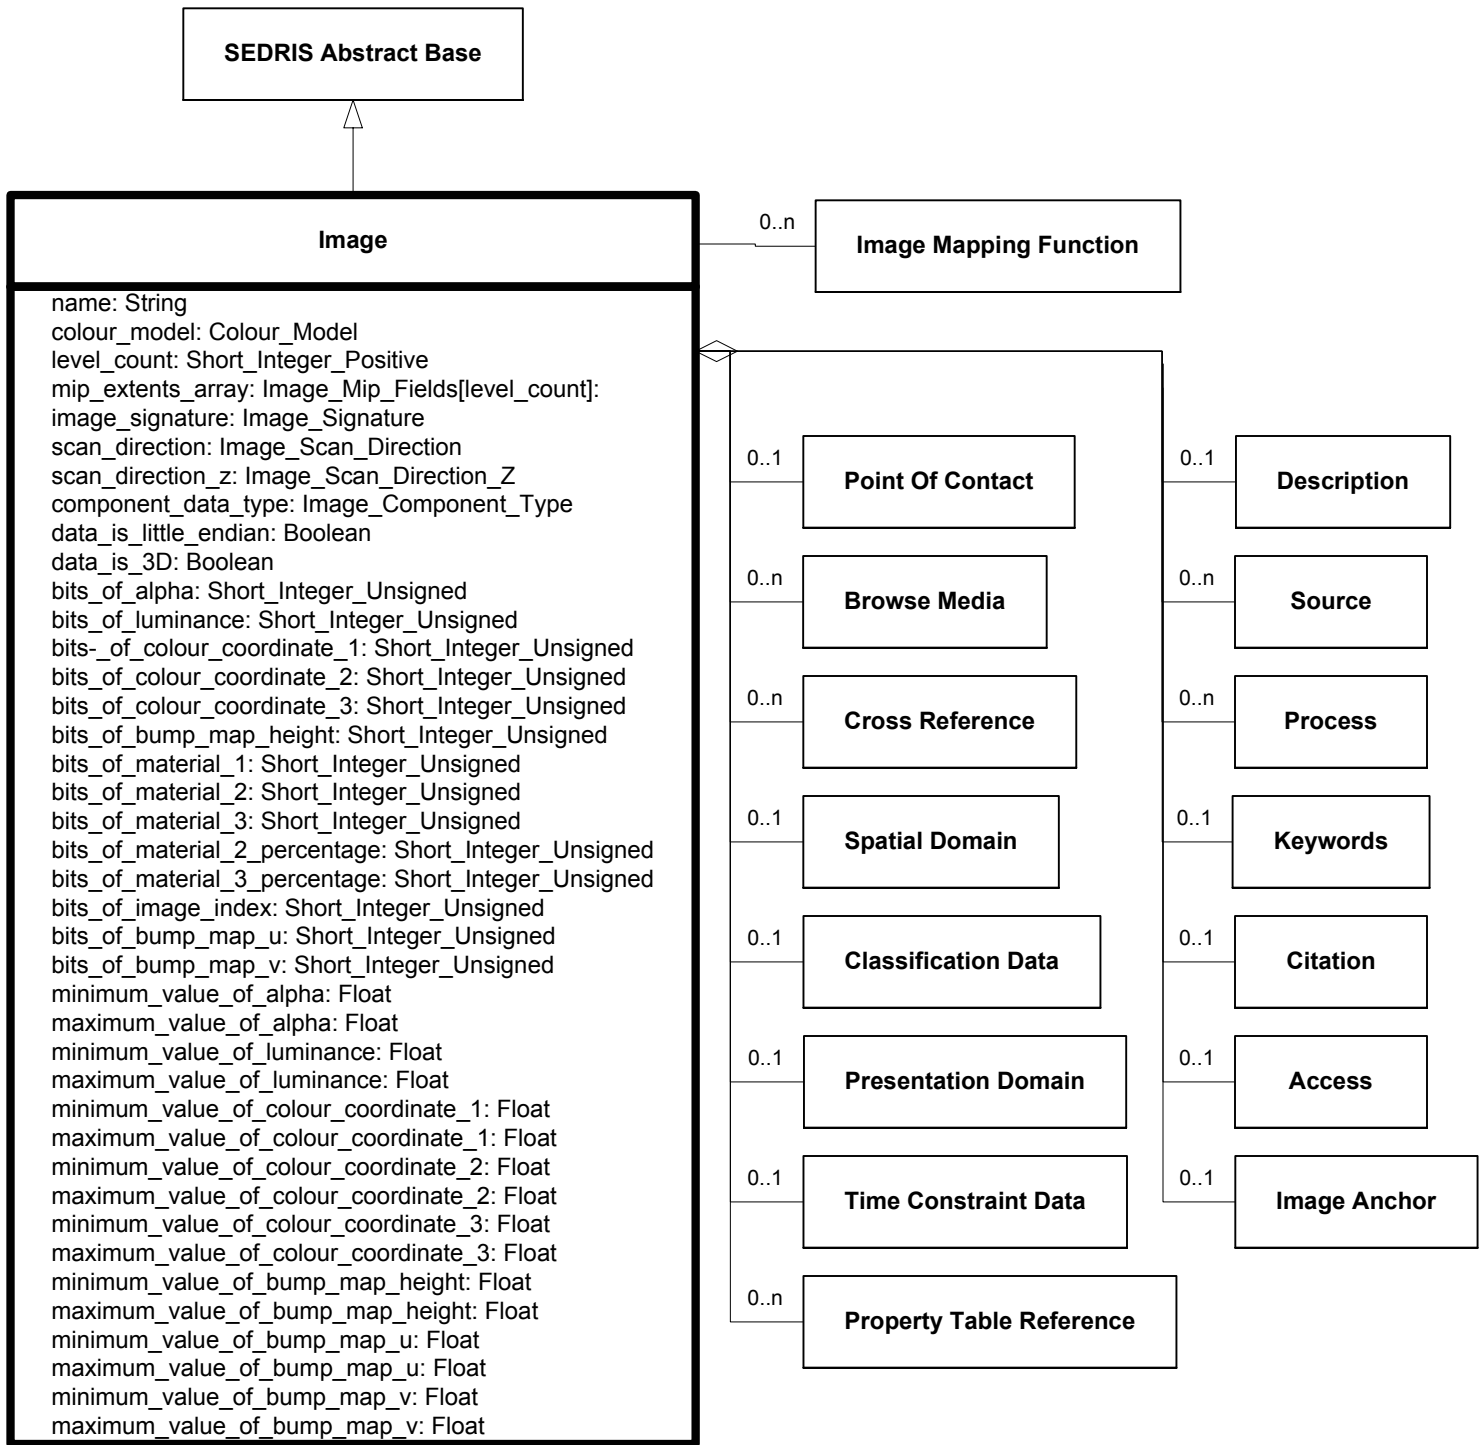 SEDRIS Abstract Base
Image
name: String
colour_model: Colour_Model
level_count: Short_Integer_Positive
mip_extents_array: Image_Mip_Fields[level_count]:
image_signature: Image_Signature
scan_direction: Image_Scan_Direction
scan_direction_z: Image_Scan_Direction_Z
component_data_type: Image_Component_Type
data_is_little_endian: Boolean
data_is_3D: Boolean
bits_of_alpha: Short_Integer_Unsigned
bits_of_luminance: Short_Integer_Unsigned
bits-_of_colour_coordinate_1: Short_Integer_Unsigned
bits_of_colour_coordinate_2: Short_Integer_Unsigned
bits_of_colour_coordinate_3: Short_Integer_Unsigned
bits_of_bump_map_height: Short_Integer_Unsigned
bits_of_material_1: Short_Integer_Unsigned
bits_of_material_2: Short_Integer_Unsigned
bits_of_material_3: Short_Integer_Unsigned
bits_of_material_2_percentage: Short_Integer_Unsigned
bits_of_material_3_percentage: Short_Integer_Unsigned
bits_of_image_index: Short_Integer_Unsigned
bits_of_bump_map_u: Short_Integer_Unsigned
bits_of_bump_map_v: Short_Integer_Unsigned
minimum_value_of_alpha: Float
maximum_value_of_alpha: Float
minimum_value_of_luminance: Float
maximum_value_of_luminance: Float
minimum_value_of_colour_coordinate_1: Float
maximum_value_of_colour_coordinate_1: Float
minimum_value_of_colour_coordinate_2: Float
maximum_value_of_colour_coordinate_2: Float
minimum_value_of_colour_coordinate_3: Float
maximum_value_of_colour_coordinate_3: Float
minimum_value_of_bump_map_height: Float
maximum_value_of_bump_map_height: Float
minimum_value_of_bump_map_u: Float
maximum_value_of_bump_map_u: Float
minimum_value_of_bump_map_v: Float
maximum_value_of_bump_map_v: Float
0..n
Image Mapping Function
0..1
Point Of Contact
0..n
Browse Media
0..n
Cross Reference
0..1
Spatial Domain
0..1
Classification Data
0..1
Presentation Domain
0..1
Time Constraint Data
0..n
Property Table Reference
0..1
Description
0..n
Source
0..n
Process
0..1
Keywords
0..1
Citation
0..1
Access
0..1
Image Anchor